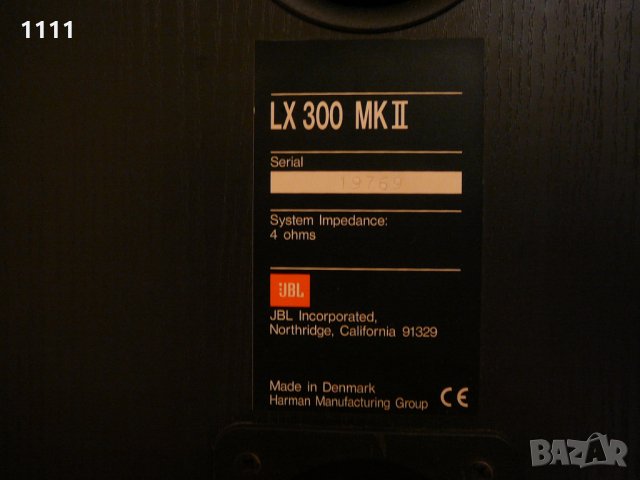 1111
LX 300 MK II
Serial
19769
System Impedance:
4 ohms
JBL
JBL Incorporated,
Northridge, California 91329
Made in Denmark
Harman Manufacturing Group CE
BAZAR